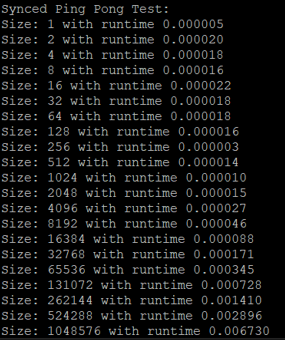 Synced Ping Pong Test:
Size: 1 with runtime 0.000005
Size: 2 with runtime 0.000020
Size: 4 with runtime 0.000018
Size: 8 with runtime 0.000016
Size: 16 with runtime 0.000022
Size: 32 with runtime 0.000018
Size: 64 with runtime 0.000018
Size: 128 with runtime 0.000016
Size: 256 with runtime 0.000003
Size: 512 with runtime 0.000014
Size: 1024 with runtime 0.000010
Size: 2048 with runtime 0.000015
Size: 4096 with runtime 0.000027
Size: 8192 with runtime 0.000046
Size: 16384 with runtime 0.000088
Size: 32768 with runtime 0.000171
Size: 65536 with runtime 0.000345
Size: 131072 with runtime 0.000728
Size: 262144 with runtime 0.001410
Size: 524288 with runtime 0.002896
Size: 1048576 with runtime 0.006730